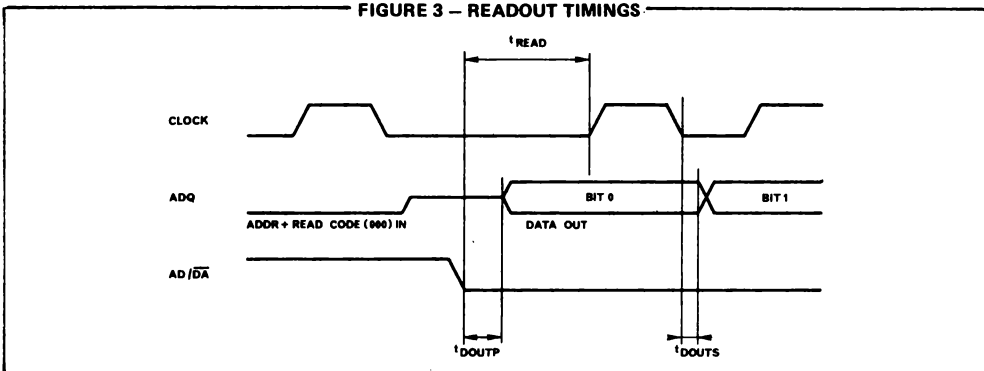 FIGURE 3 – READOUT TIMINGS
tREAD
CLOCK
ADQ
BIT 0
BIT 1
ADDR + READ CODE (000) IN
DATA OUT
AD/D̅A̅
tDOUTP
tDOUTS